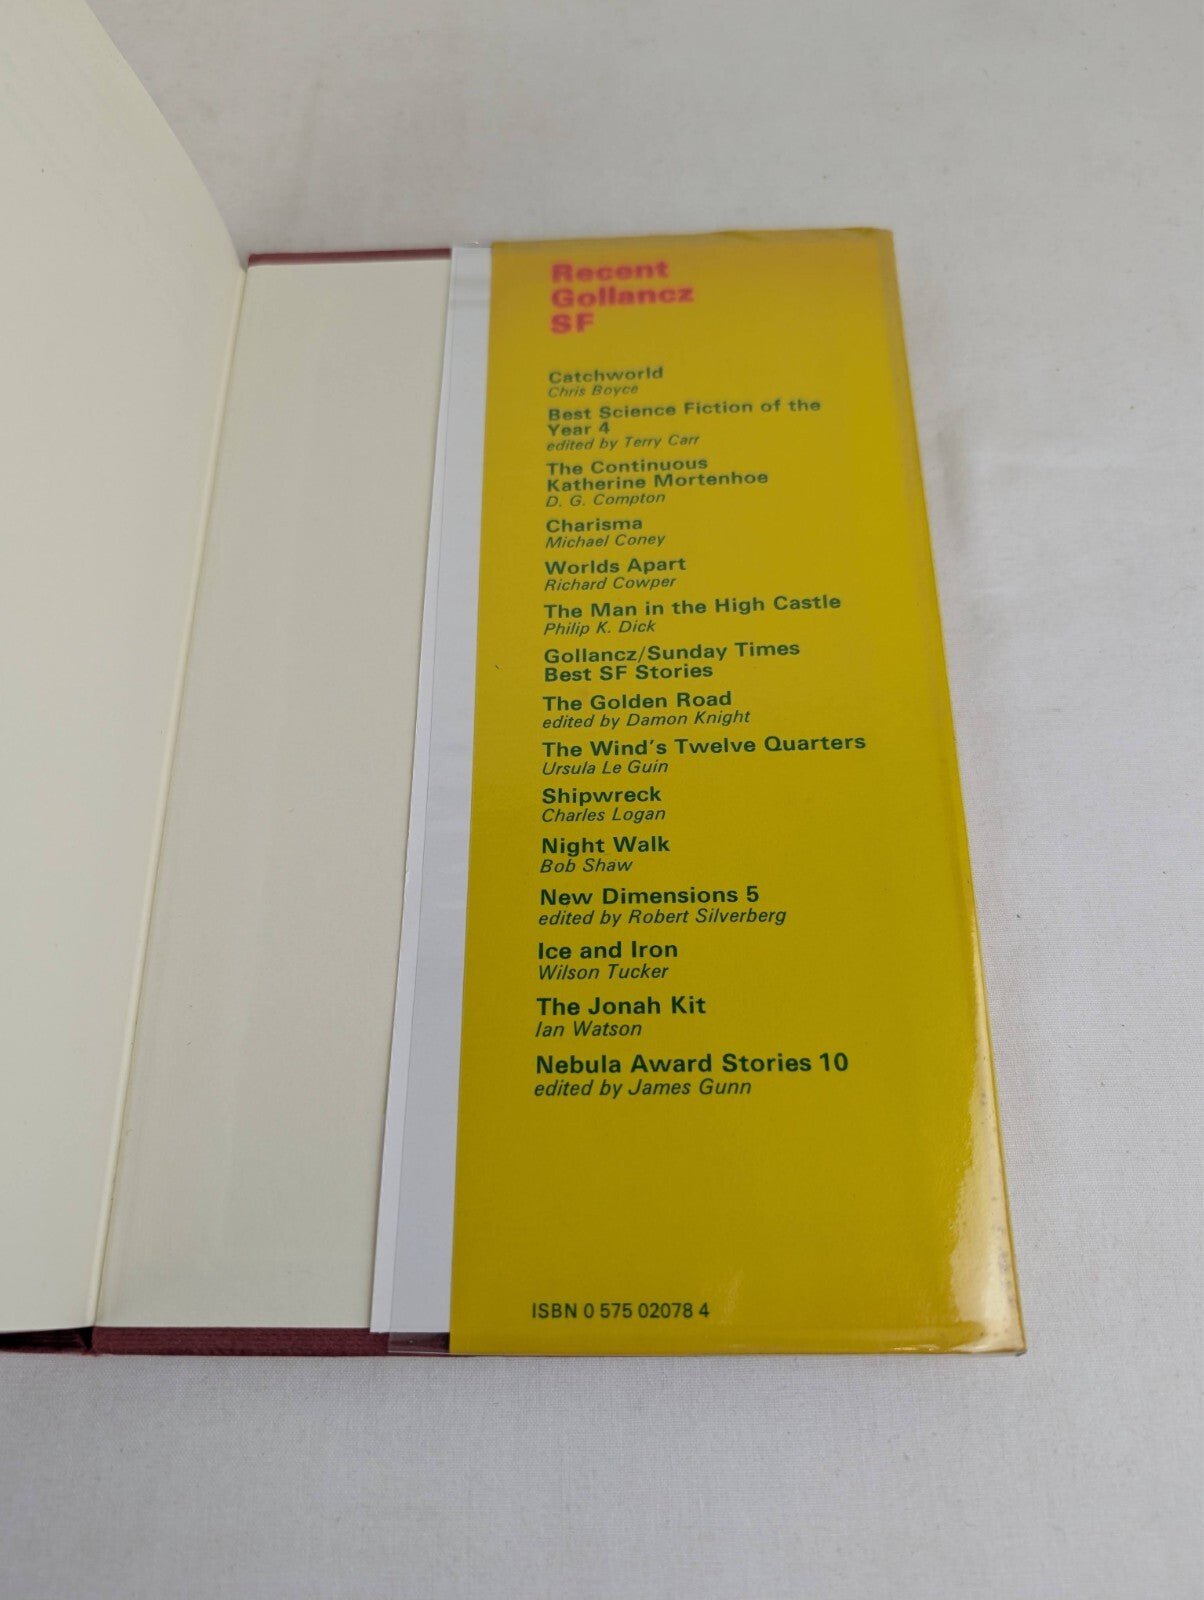 Recent
Gollancz
SF
Catchworld
Chris Boyce
Best Science Fiction of the
Year 4
edited by Terry Carr
The Continuous
Katherine Mortenhoe
D. G. Compton
Charisma
Michael Coney
Worlds Apart
Richard Cowper
The Man in the High Castle
Philip K. Dick
Gollancz/Sunday Times
Best SF Stories
The Golden Road
edited by Damon Knight
The Wind's Twelve Quarters
Ursula Le Guin
Shipwreck
Charles Logan
Night Walk
Bob Shaw
New Dimensions 5
edited by Robert Silverberg
Ice and Iron
Wilson Tucker
The Jonah Kit
Ian Watson
Nebula Award Stories 10
edited by James Gunn
ISBN 0 575 02078 4